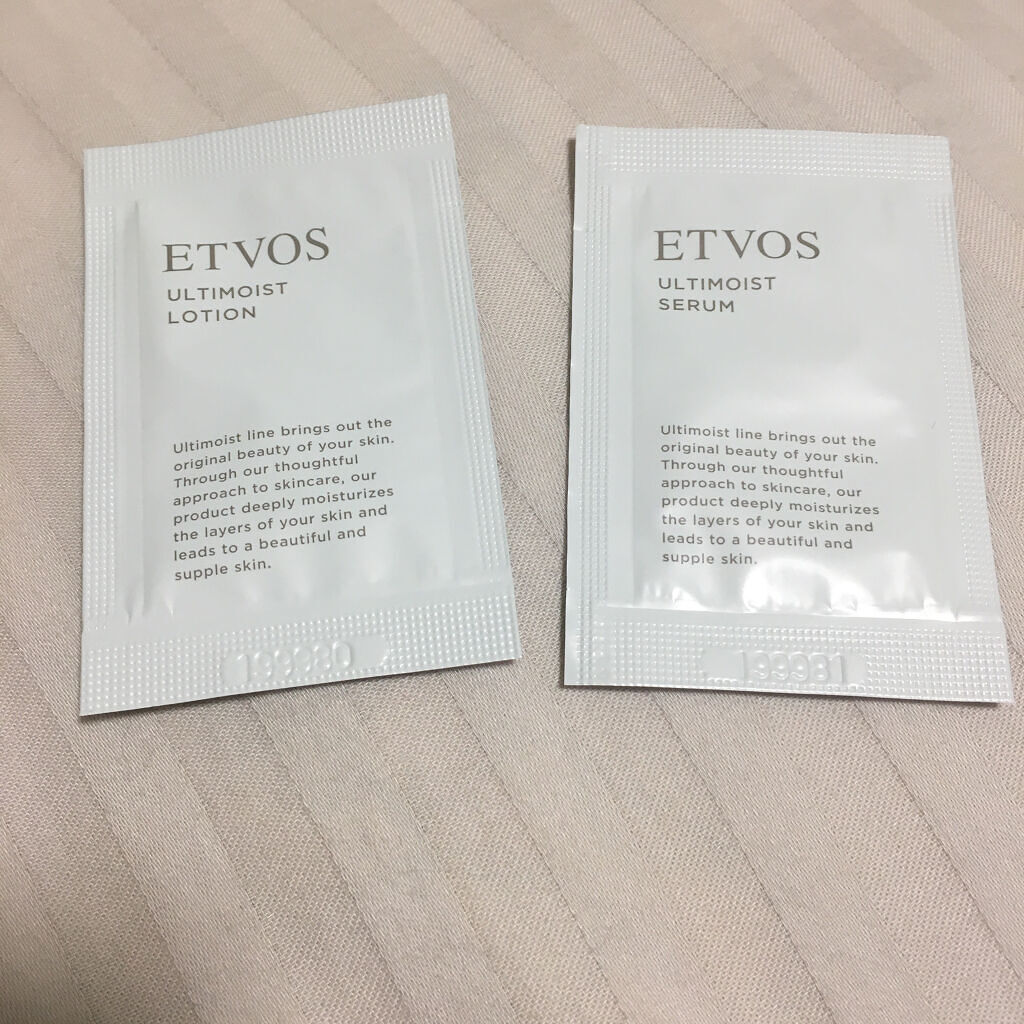 ETVOS
ULTIMOIST
LOTION
Ultimoist line brings out the
original beauty of your skin.
Through our thoughtful
approach to skincare, our
product deeply moisturizes
the layers of your skin and
leads to a beautiful and
supple skin.
199980
ETVOS
ULTIMOIST
SERUM
Ultimoist line brings out the
original beauty of your skin.
Through our thoughtful
approach to skincare, our
product deeply moisturizes
the layers of your skin and
leads to a beautiful and
supple skin.
199981